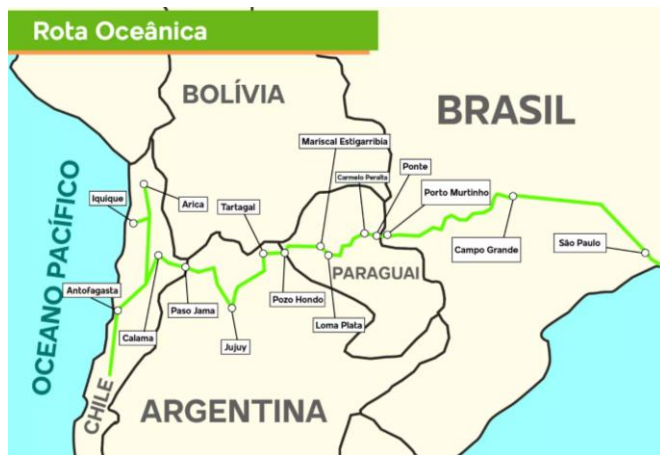 Rota Oceânica
BOLÍVIA
BRASIL
Mariscal Estigarribia
Carmelo Peralta
Ponte
OCEANO PACÍFICO
Iquique
Arica
Tartagal
Porto Murtinho
Campo Grande
São Paulo
Antofagasta
Calama
Paso Jama
Jujuy
Pozo Hondo
PARAGUAI
Loma Plata
CHILE
ARGENTINA